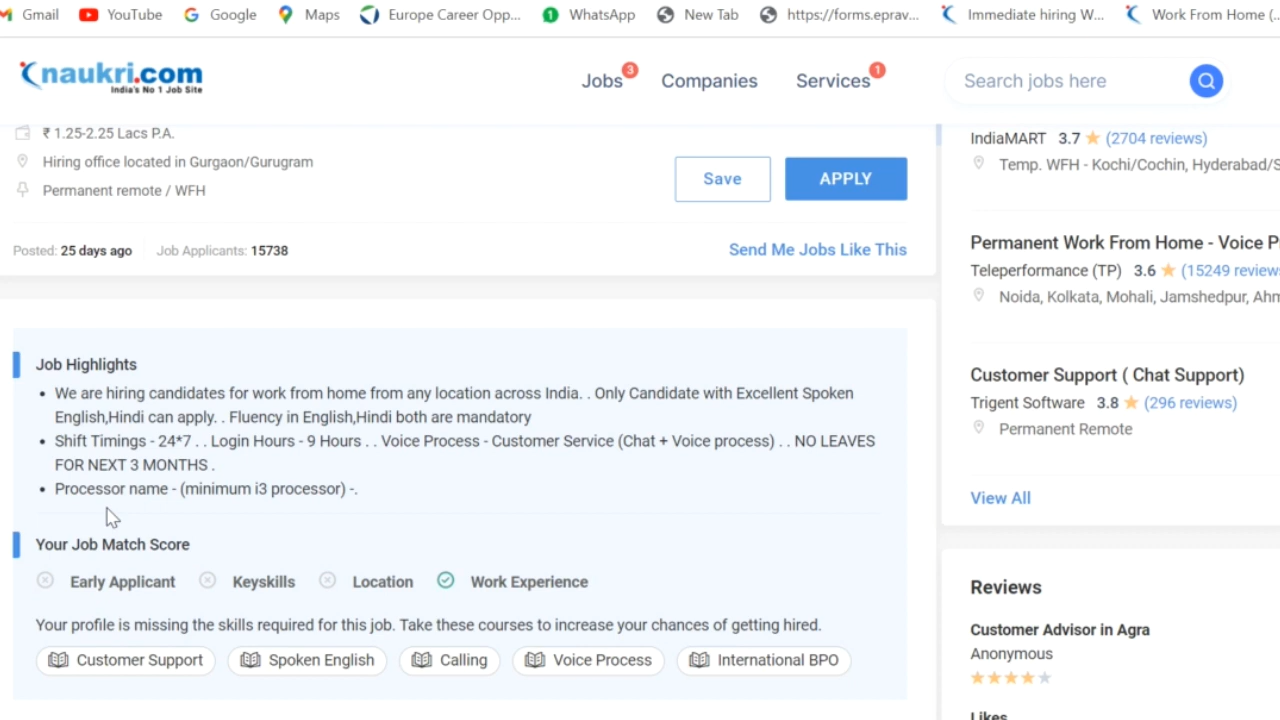 Gmail
YouTube
Google
Maps
Europe Career Opp...
WhatsApp
New Tab
https://forms.eprav...
Immediate hiring W...
Work From Home (...
naukri.com
India's No 1 Job Site
Jobs 3
Companies
Services 1
Search jobs here
₹ 1.25-2.25 Lacs P.A.
Hiring office located in Gurgaon/Gurugram
Permanent remote / WFH
Save
APPLY
Posted: 25 days ago
Job Applicants: 15738
Send Me Jobs Like This
Job Highlights
• We are hiring candidates for work from home from any location across India. . Only Candidate with Excellent Spoken
English,Hindi can apply. . Fluency in English,Hindi both are mandatory
• Shift Timings - 24*7 . . Login Hours - 9 Hours . . Voice Process - Customer Service (Chat + Voice process) . . NO LEAVES
FOR NEXT 3 MONTHS .
• Processor name - (minimum i3 processor) -.
Your Job Match Score
Early Applicant
Keyskills
Location
Work Experience
Your profile is missing the skills required for this job. Take these courses to increase your chances of getting hired.
Customer Support
Spoken English
Calling
Voice Process
International BPO
IndiaMART 3.7 (2704 reviews)
Temp. WFH - Kochi/Cochin, Hyderabad/S
Permanent Work From Home - Voice P
Teleperformance (TP) 3.6 (15249 reviews
Noida, Kolkata, Mohali, Jamshedpur, Ahm
Customer Support ( Chat Support)
Trigent Software 3.8 (296 reviews)
Permanent Remote
View All
Reviews
Customer Advisor in Agra
Anonymous
Likes